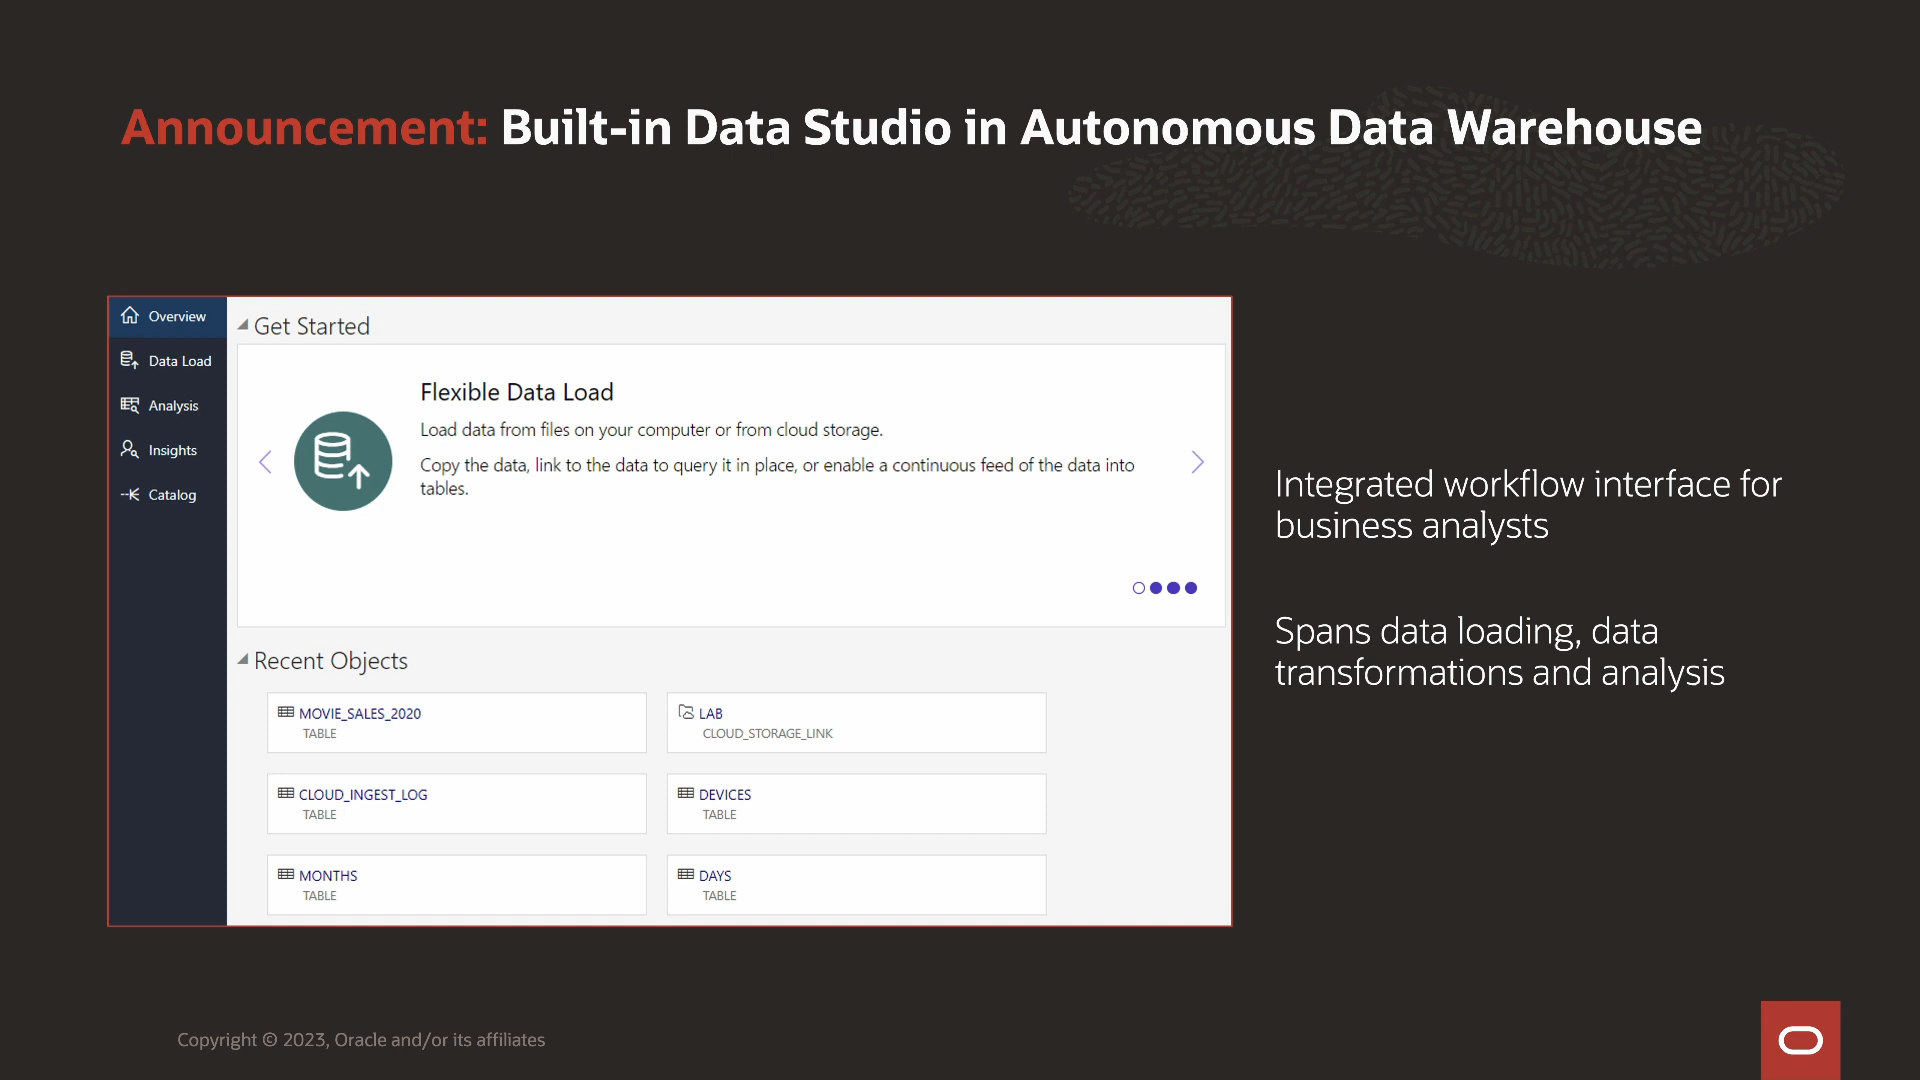 Announcement: Built-in Data Studio in Autonomous Data Warehouse
Overview
Data Load
Analysis
Insights
Catalog
Get Started
Flexible Data Load
Load data from files on your computer or from cloud storage.
Copy the data, link to the data to query it in place, or enable a continuous feed of the data into
tables.
Recent Objects
MOVIE_SALES_2020
TABLE
LAB
CLOUD_STORAGE_LINK
CLOUD_INGEST_LOG
TABLE
DEVICES
TABLE
MONTHS
TABLE
DAYS
TABLE
Integrated workflow interface for
business analysts
Spans data loading, data
transformations and analysis
Copyright © 2023, Oracle and/or its affiliates